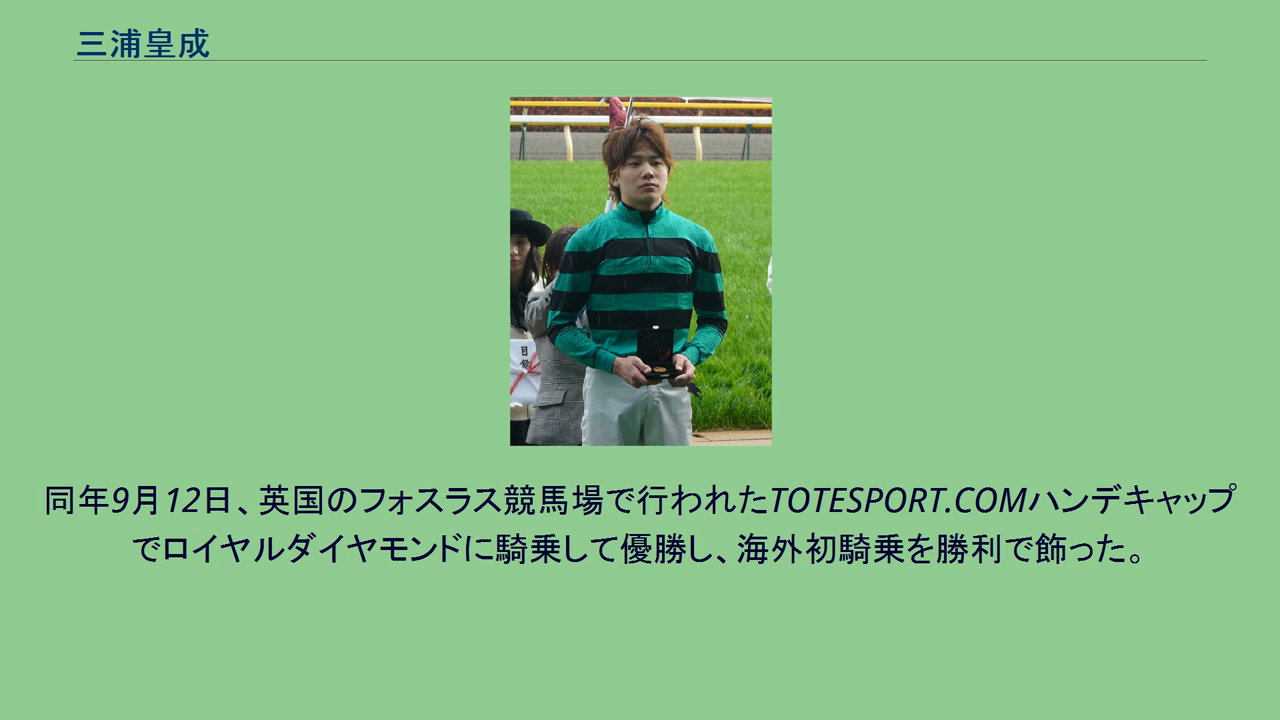 三浦皇成
目録
同年9月12日、英国のフォスラス競馬場で行われたTOTESPORT.COMハンデキャップ
でロイヤルダイヤモンドに騎乗して優勝し、海外初騎乗を勝利で飾った。